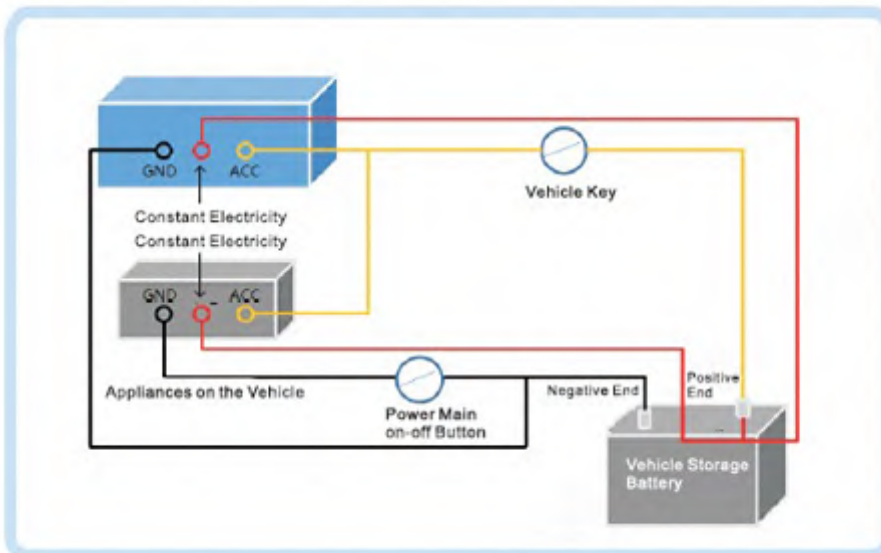 GND
ACC
Vehicle Key
Constant Electricity
Constant Electricity
GND
ACC
Appliances on the Vehicle
Power Main
on-off Button
Negative End
Positive
End
Vehicle Storage
Battery